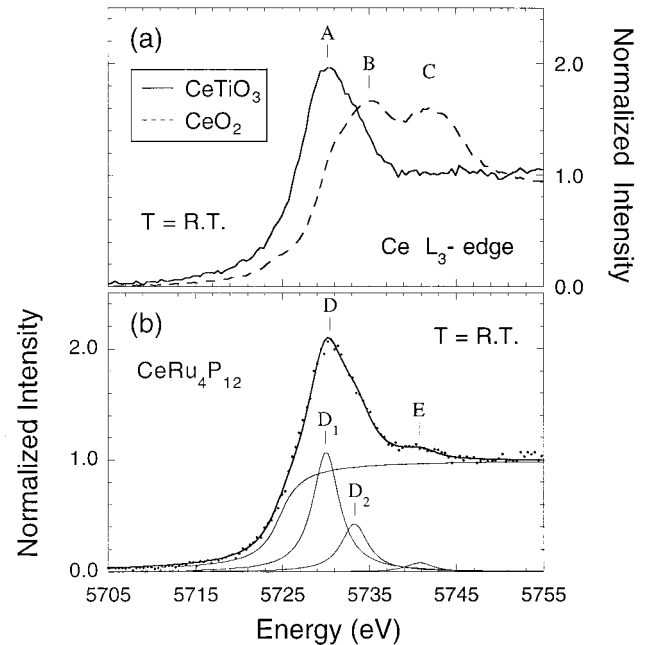 (a)
A
B
C
CeTiO₃
CeO₂
T = R.T.
Ce L₃- edge
2.0
1.0
0.0
Normalized Intensity
(b)
D
T = R.T.
CeRu₄P₁₂
E
D₁
D₂
2.0
1.0
0.0
Normalized Intensity
5705 5715 5725 5735 5745 5755
Energy (eV)